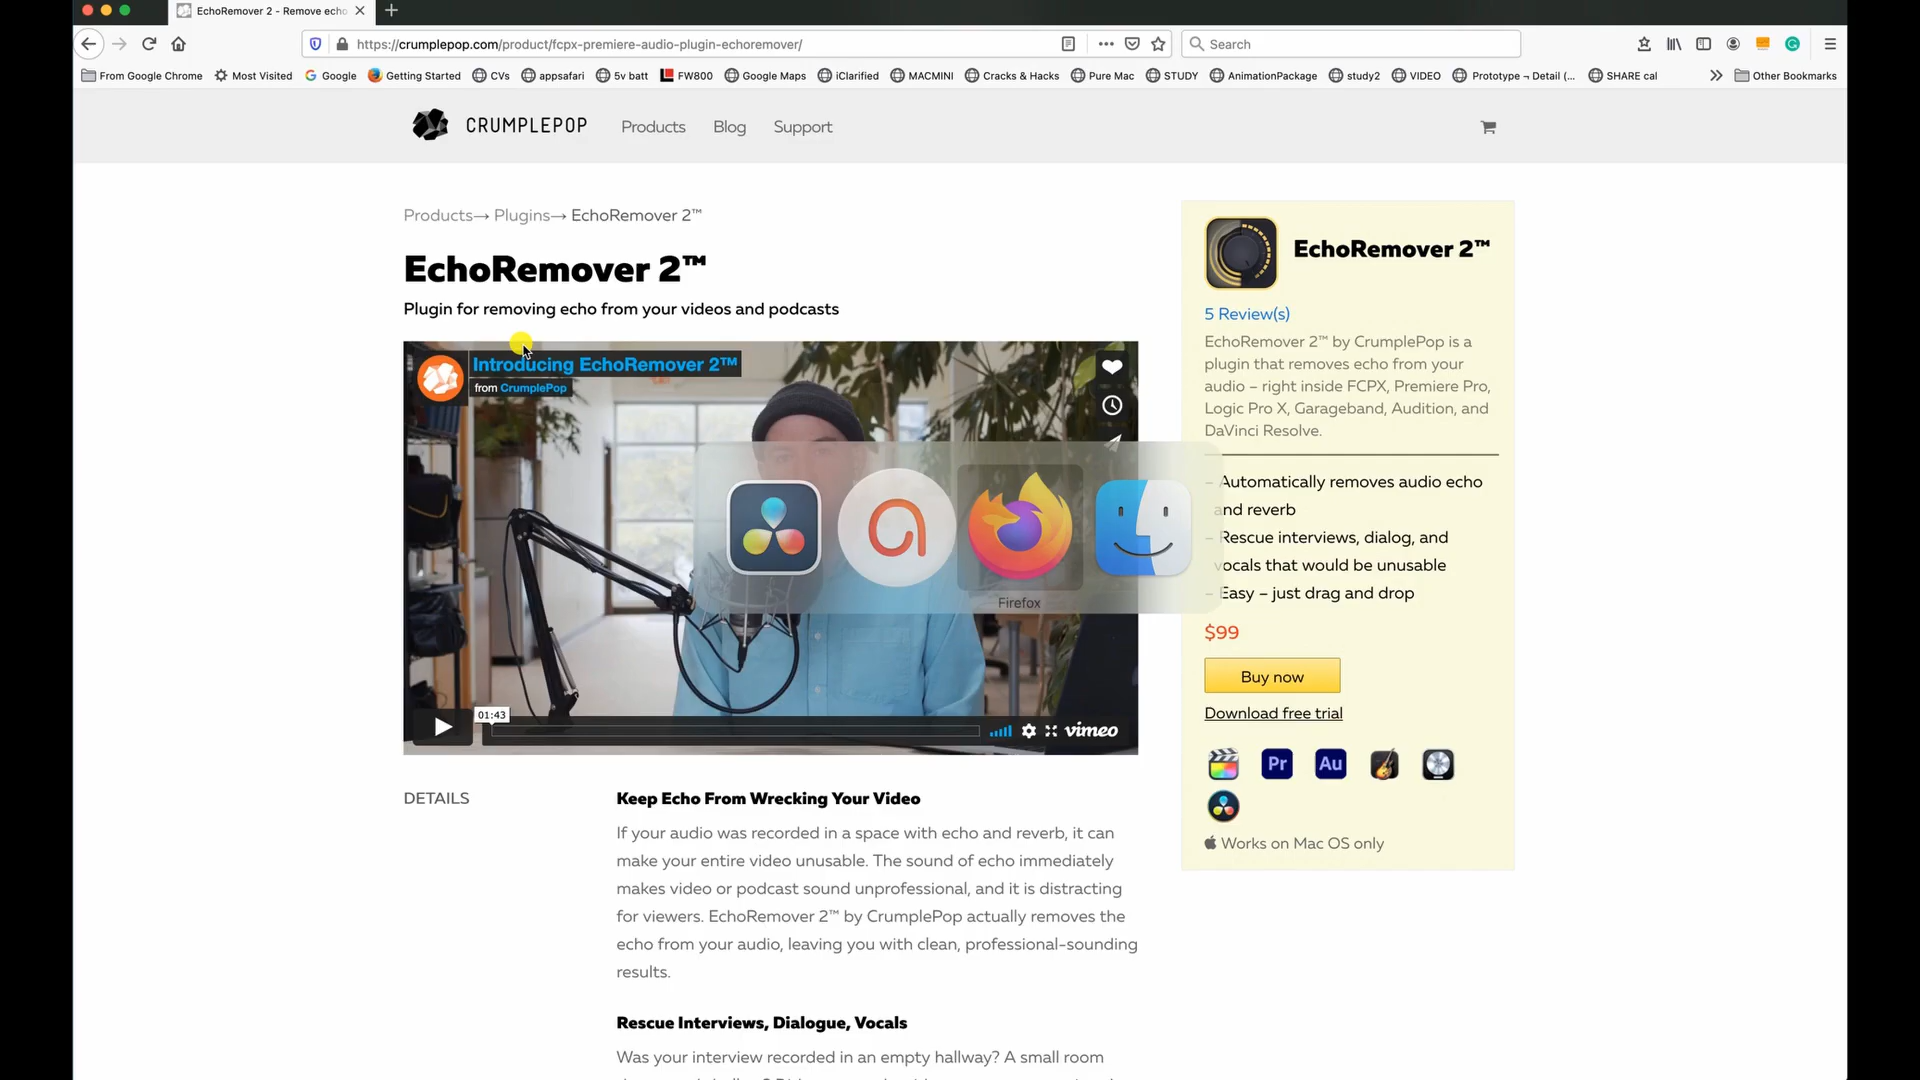 EchoRemover 2 - Remove echo
https://crumplepop.com/product/fcpx-premiere-audio-plugin-echoremover/
Search
From Google Chrome
Most Visited
Google
Getting Started
CVs
appsafari
5v batt
FW800
Google Maps
iClarified
MACMINI
Cracks & Hacks
Pure Mac
STUDY
AnimationPackage
study2
VIDEO
Prototype ¬ Detail (...
SHARE cal
Other Bookmarks
CRUMPLEPOP
Products
Blog
Support
Products→ Plugins→ EchoRemover 2™
EchoRemover 2™
Plugin for removing echo from your videos and podcasts
Introducing EchoRemover 2™
from CrumplePop
01:43
vimeo
Firefox
DETAILS
Keep Echo From Wrecking Your Video
If your audio was recorded in a space with echo and reverb, it can
make your entire video unusable. The sound of echo immediately
makes video or podcast sound unprofessional, and it is distracting
for viewers. EchoRemover 2™ by CrumplePop actually removes the
echo from your audio, leaving you with clean, professional-sounding
results.
Rescue Interviews, Dialogue, Vocals
Was your interview recorded in an empty hallway? A small room
EchoRemover 2™
5 Review(s)
EchoRemover 2™ by CrumplePop is a
plugin that removes echo from your
audio – right inside FCPX, Premiere Pro,
Logic Pro X, Garageband, Audition, and
DaVinci Resolve.
– Automatically removes audio echo
and reverb
– Rescue interviews, dialog, and
vocals that would be unusable
– Easy – just drag and drop
$99
Buy now
Download free trial
Pr
Au
Works on Mac OS only